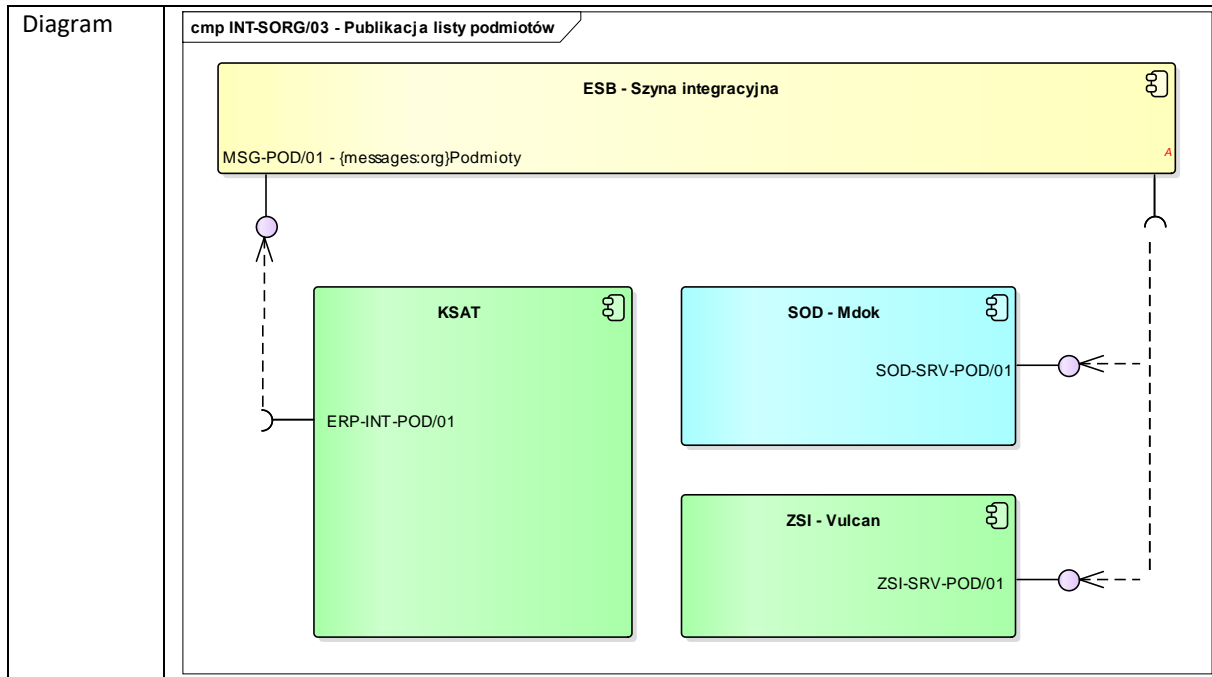 Diagram
cmp INT-SORG/03 - Publikacja listy podmiotów
ESB - Szyna integracyjna
MSG-POD/01 - {messages:org}Podmioty
A
KSAT
SOD - Mdok
SOD-SRV-POD/01
ERP-INT-POD/01
ZSI - Vulcan
ZSI-SRV-POD/01